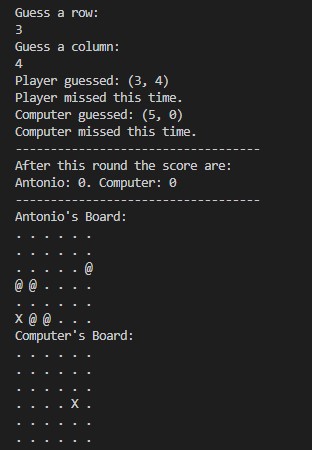 Guess a row:
3
Guess a column:
4
Player guessed: (3, 4)
Player missed this time.
Computer guessed: (5, 0)
Computer missed this time.
-----------------------------------
After this round the score are:
Antonio: 0. Computer: 0
-----------------------------------
Antonio's Board:
. . . . . .
. . . . . .
. . . . . @
@ @ . . . .
. . . . . .
X @ @ . . .
Computer's Board:
. . . . . .
. . . . . .
. . . . . .
. . . . X .
. . . . . .
. . . . . .